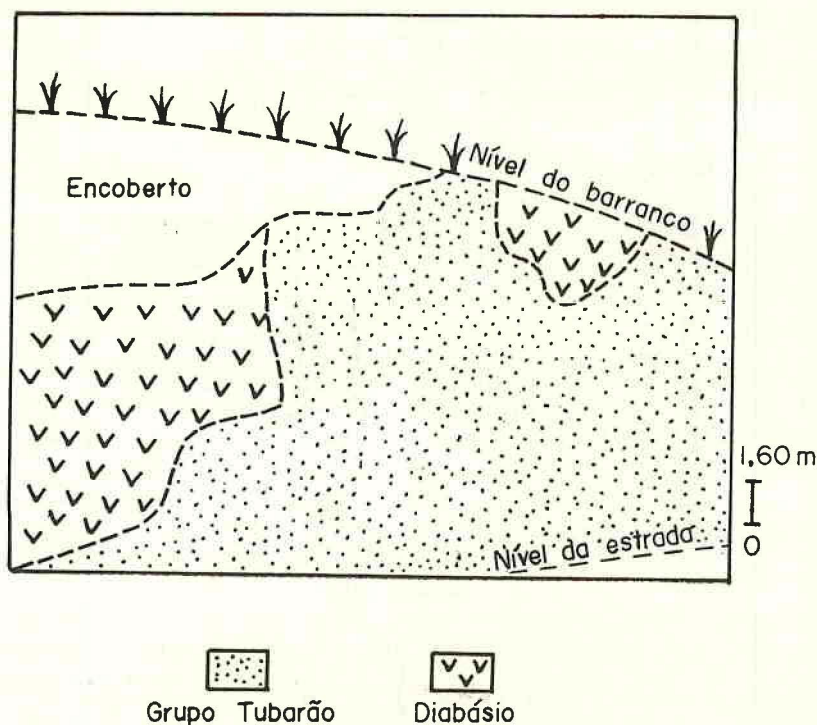 Encoberto
Nível do barranco
1,60 m
0
Nível da estrada
Grupo Tubarão
Diabásio